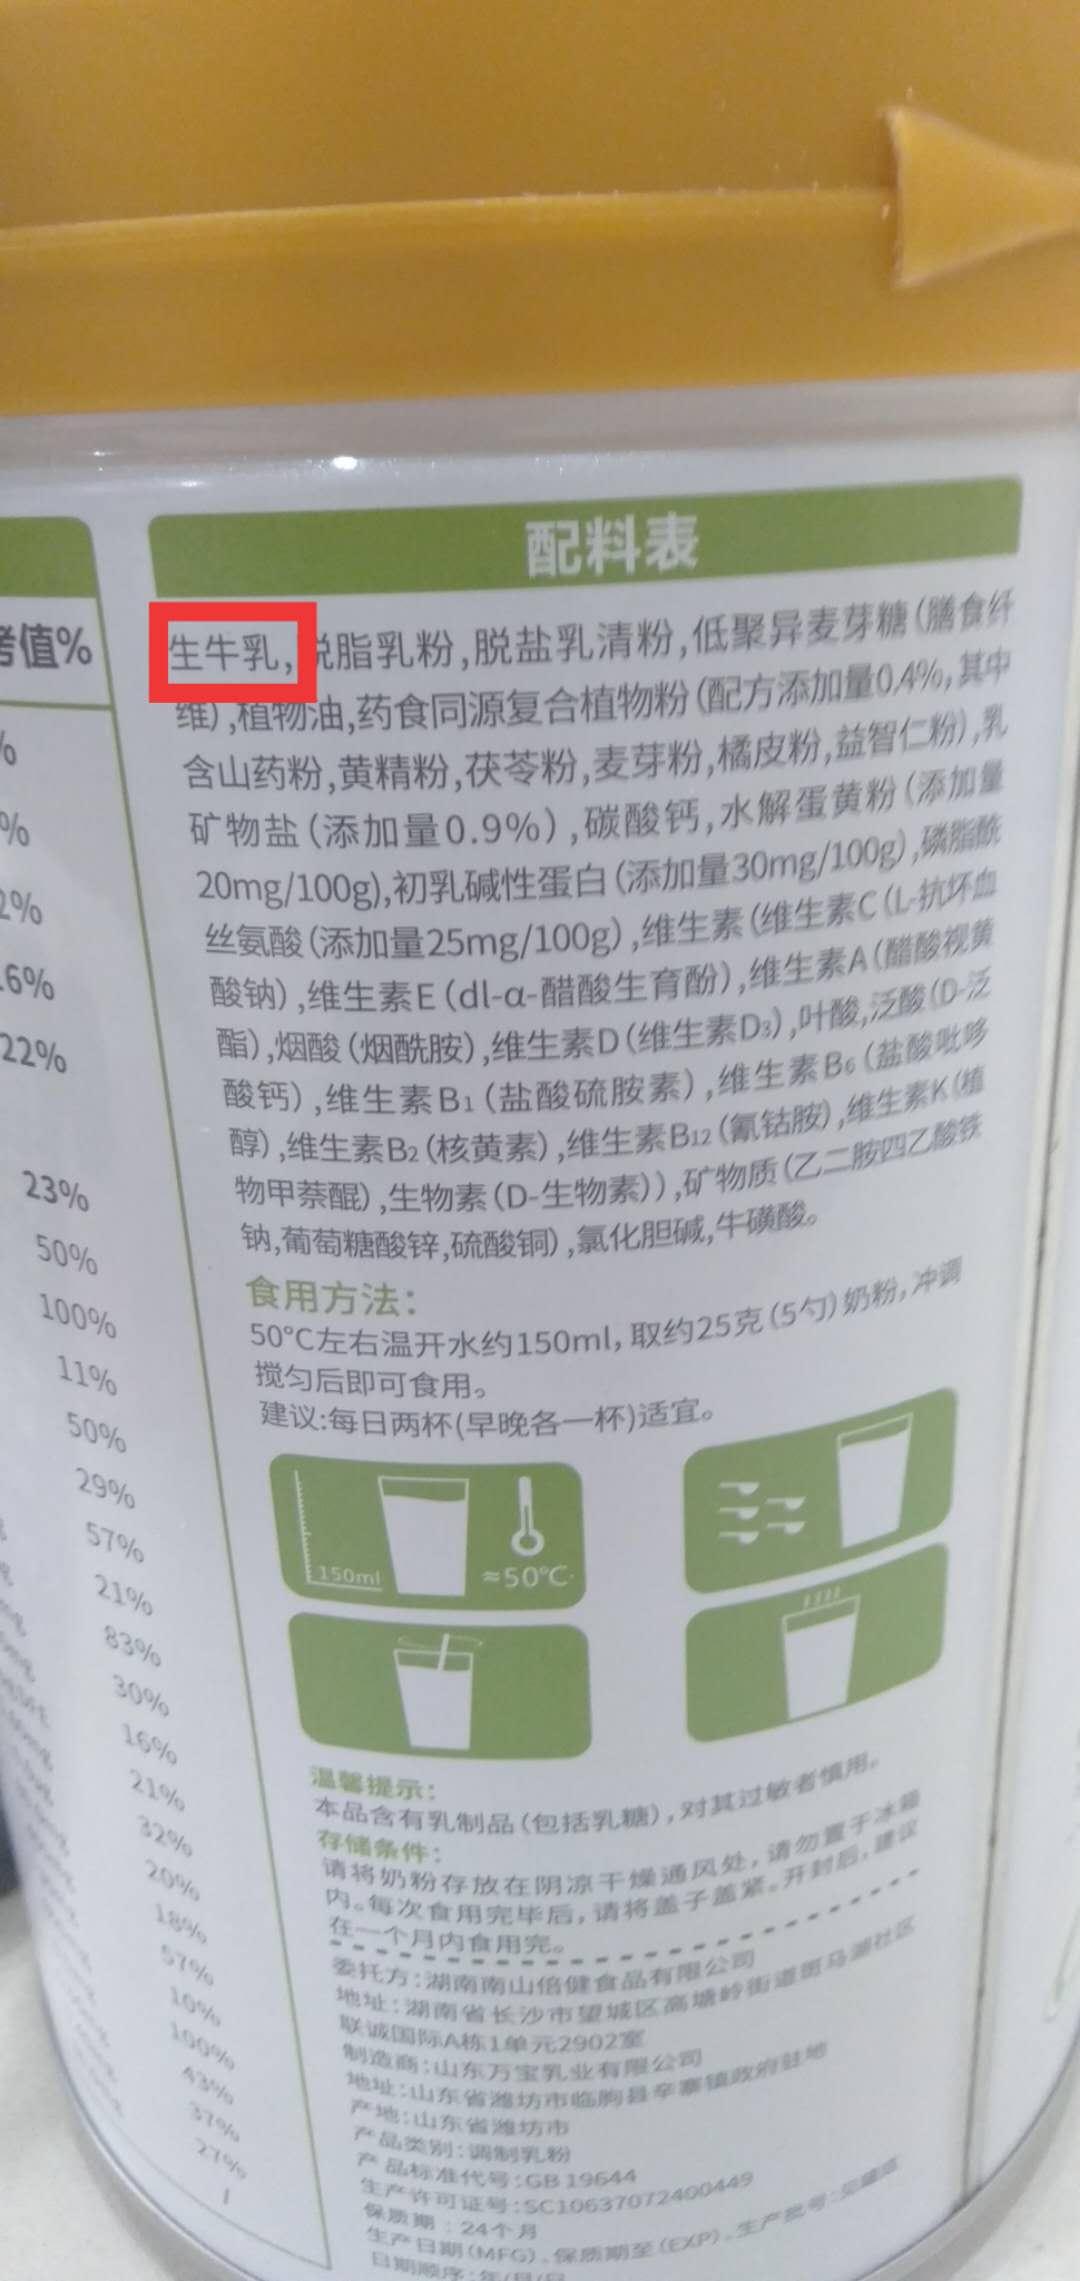 配料表
考值%
生牛乳,脱脂乳粉,脱盐乳清粉,低聚异麦芽糖(膳食纤
维),植物油,药食同源复合植物粉(配方添加量0.4%,其中
含山药粉,黄精粉,茯苓粉,麦芽粉,橘皮粉,益智仁粉),乳
矿物盐(添加量0.9%),碳酸钙,水解蛋黄粉(添加量
20mg/100g),初乳碱性蛋白(添加量30mg/100g),磷脂酰
丝氨酸(添加量25mg/100g),维生素(维生素C(L-抗坏血
酸钠),维生素E(dl-α-醋酸生育酚),维生素A(醋酸视黄
酯),烟酸(烟酰胺),维生素D(维生素D₃),叶酸,泛酸(D-泛
酸钙),维生素B₁(盐酸硫胺素),维生素B₆(盐酸吡哆
醇),维生素B₂(核黄素),维生素B₁₂(氰钴胺),维生素K(植
物甲萘醌),生物素(D-生物素)),矿物质(乙二胺四乙酸铁
钠,葡萄糖酸锌,硫酸铜),氯化胆碱,牛磺酸。
%
%
2%
.6%
22%
23%
50%
100%
11%
50%
29%
57%
21%
83%
30%
16%
21%
32%
20%
18%
57%
10%
100%
43%
37%
27%
/
食用方法：
50℃左右温开水约150ml，取约25克(5勺)奶粉，冲调
搅匀后即可食用。
建议:每日两杯(早晚各一杯)适宜。
150ml
≈50℃
温馨提示：
本品含有乳制品(包括乳糖)，对其过敏者慎用。
存储条件：
请将奶粉存放在阴凉干燥通风处，请勿置于冰箱
内。每次食用完毕后，请将盖子盖紧。开封后，建议
在一个月内食用完。
委托方:湖南南山倍健食品有限公司
地址:湖南省长沙市望城区高塘岭街道斑马湖社区
联诚国际A栋1单元2902室
制造商:山东万宝乳业有限公司
地址:山东省潍坊市临朐县辛寨镇政府驻地
产地:山东省潍坊市
产品类别:调制乳粉
产品标准代号:GB 19644
生产许可证号:SC10637072400449
保质期:24个月
生产日期(MFG)、保质期至(EXP)、生产批号:见罐底
日期顺序:年/月/日